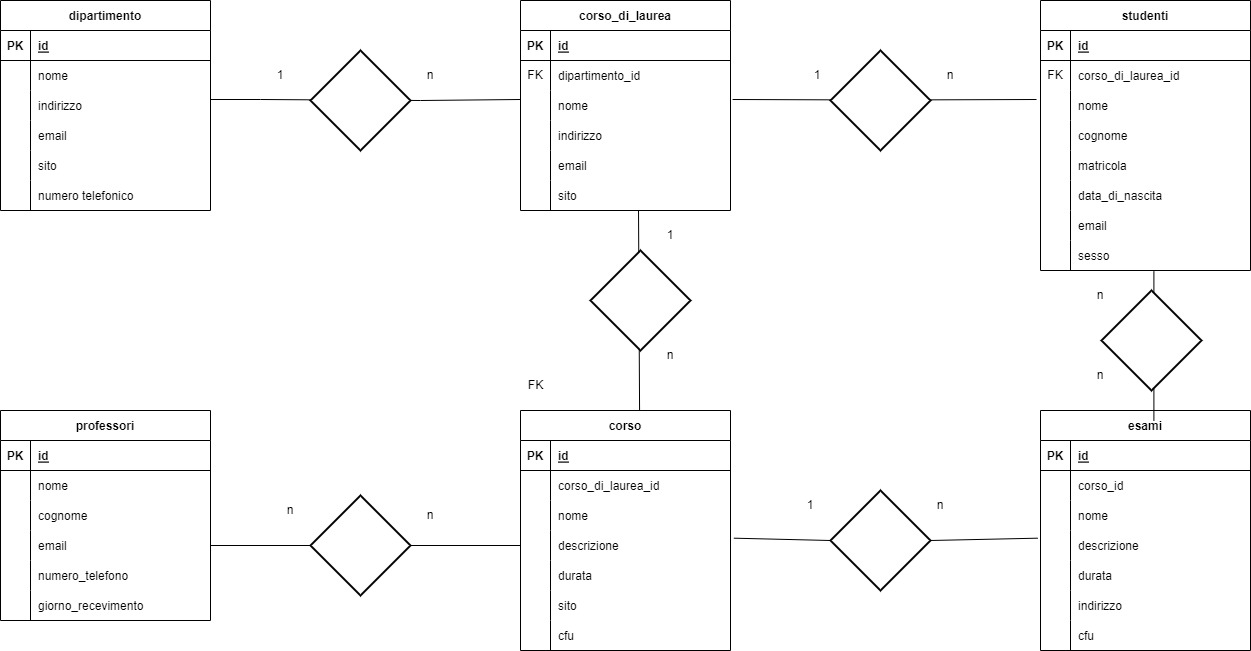 dipartimento
PK id
nome
indirizzo
email
sito
numero telefonico
1
n
corso_di_laurea
PK id
FK dipartimento_id
nome
indirizzo
email
sito
1
n
studenti
PK id
FK corso_di_laurea_id
nome
cognome
matricola
data_di_nascita
email
sesso
1
n
n
n
professori
PK id
nome
cognome
email
numero_telefono
giorno_recevimento
n
n
FK
corso
PK id
corso_di_laurea_id
nome
descrizione
durata
sito
cfu
1
n
esami
PK id
corso_id
nome
descrizione
durata
indirizzo
cfu